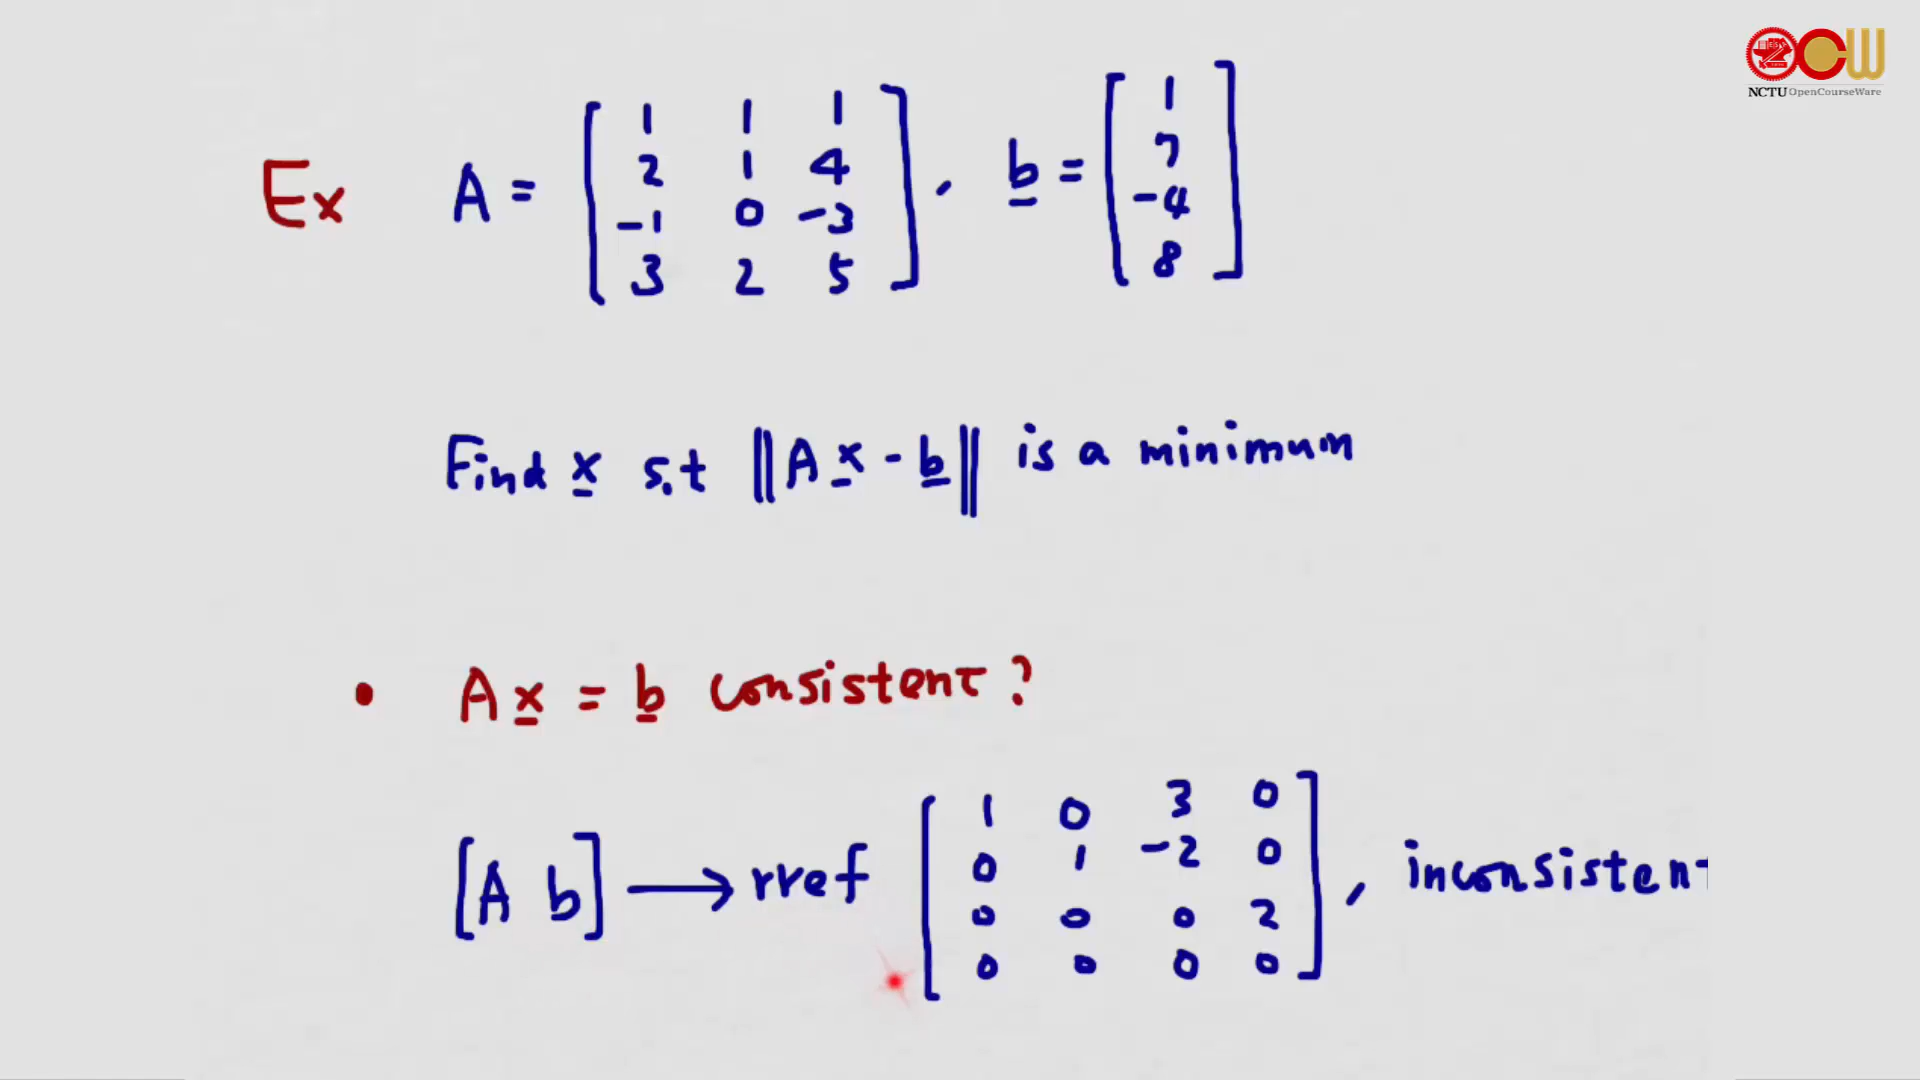 NCTU OpenCourseWare
Ex A = [ 1 1 1 ; 2 1 4 ; -1 0 -3 ; 3 2 5 ] , b = [ 1 ; 7 ; -4 ; 8 ]
Find x s.t ‖Ax - b‖ is a minimum
• Ax = b consistent?
[A b] → rref [ 1 0 3 0 ; 0 1 -2 0 ; 0 0 0 2 ; 0 0 0 0 ] , inconsistent